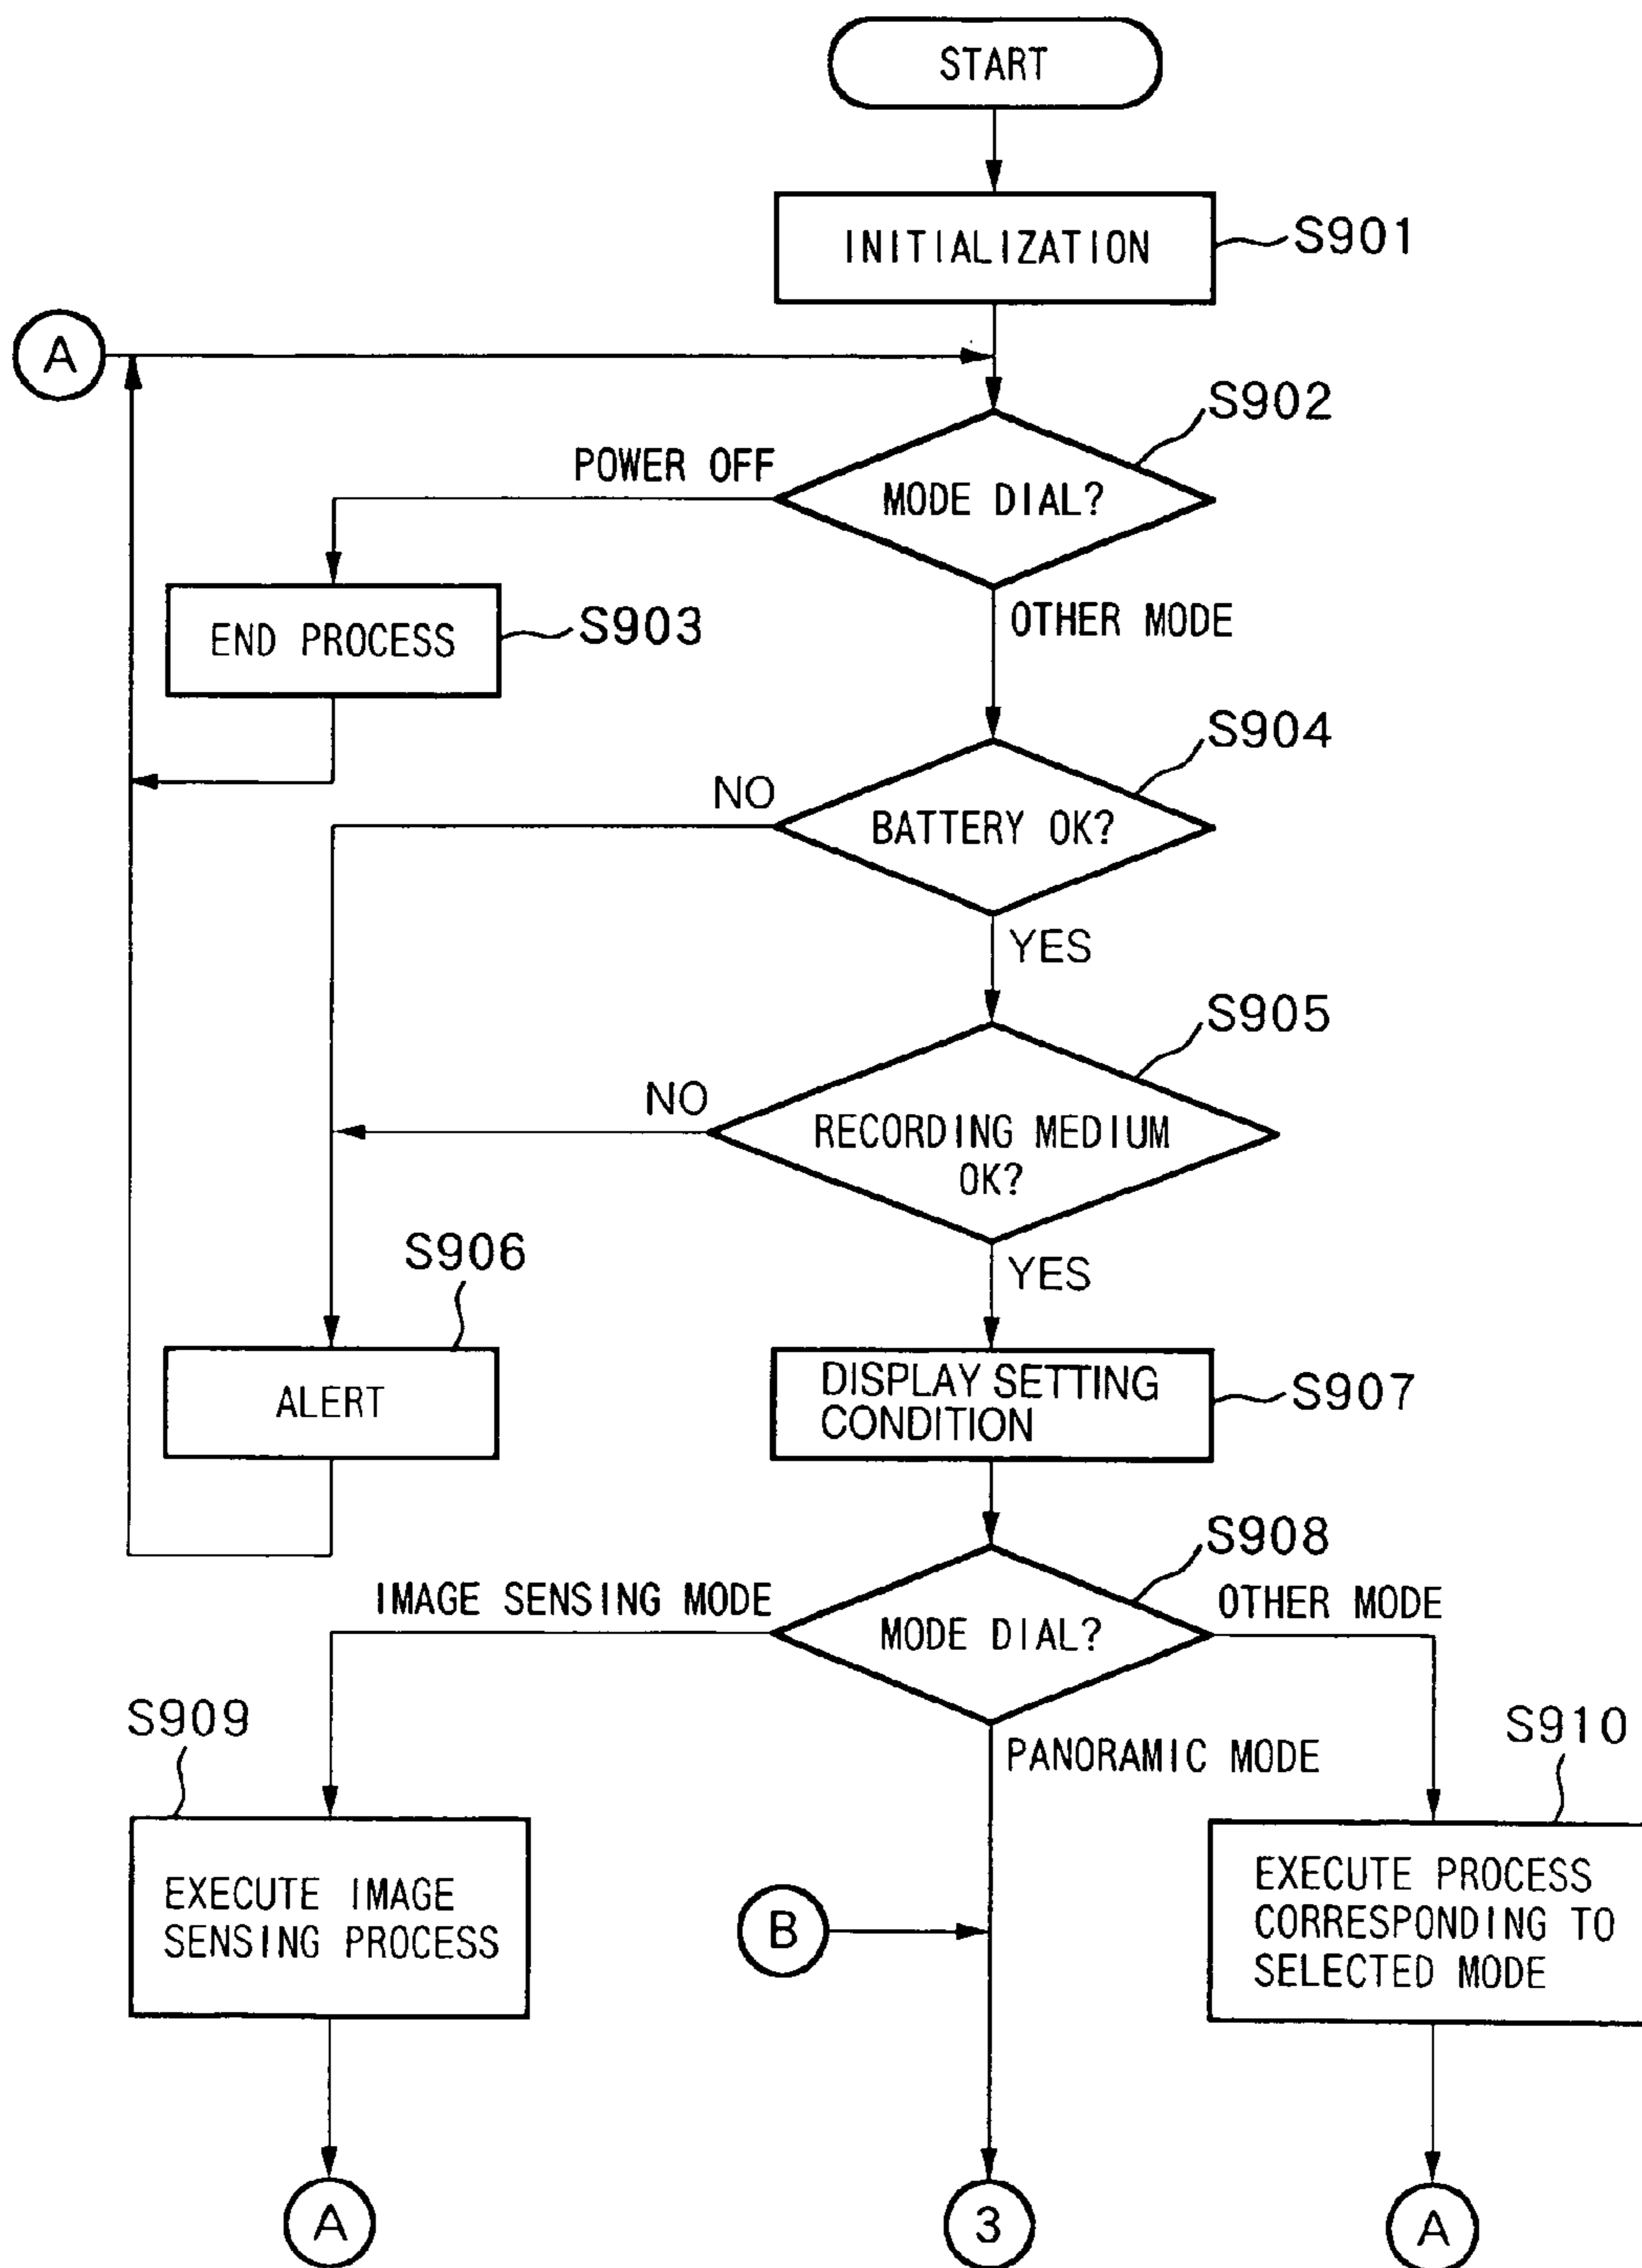 START
INITIALIZATION
S901
A
S902
POWER OFF
MODE DIAL?
END PROCESS
S903
OTHER MODE
S904
NO
BATTERY OK?
YES
S905
NO
RECORDING MEDIUM
OK?
S906
YES
ALERT
DISPLAY SETTING
CONDITION
S907
S908
IMAGE SENSING MODE
MODE DIAL?
OTHER MODE
S909
PANORAMIC MODE
S910
EXECUTE IMAGE
SENSING PROCESS
B
EXECUTE PROCESS
CORRESPONDING TO
SELECTED MODE
A
3
A